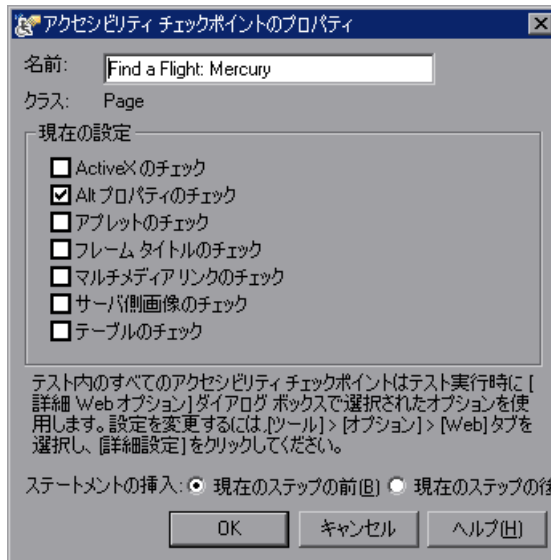 アクセシビリティ チェックポイントのプロパティ
名前: Find a Flight: Mercury
クラス: Page
現在の設定
ActiveX のチェック
Alt プロパティのチェック
アプレットのチェック
フレーム タイトルのチェック
マルチメディア リンクのチェック
サーバ側画像のチェック
テーブルのチェック
テスト内のすべてのアクセシビリティ チェックポイントはテスト実行時に [
詳細 Web オプション] ダイアログ ボックスで選択されたオプションを使
用します。設定を変更するには、[ツール] > [オプション] > [Web] タブを
選択し、[詳細設定] をクリックしてください。
ステートメントの挿入: 現在のステップの前(B) 現在のステップの後
OK キャンセル ヘルプ(H)